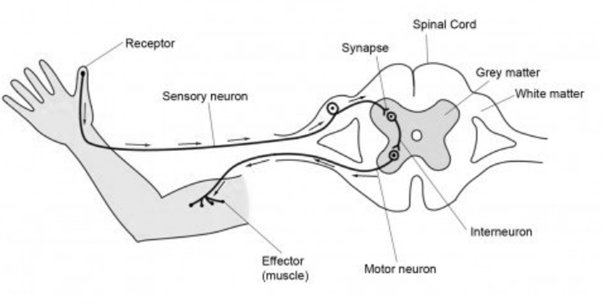 Receptor
Spinal Cord
Synapse
Grey matter
White matter
Sensory neuron
Interneuron
Effector
(muscle)
Motor neuron